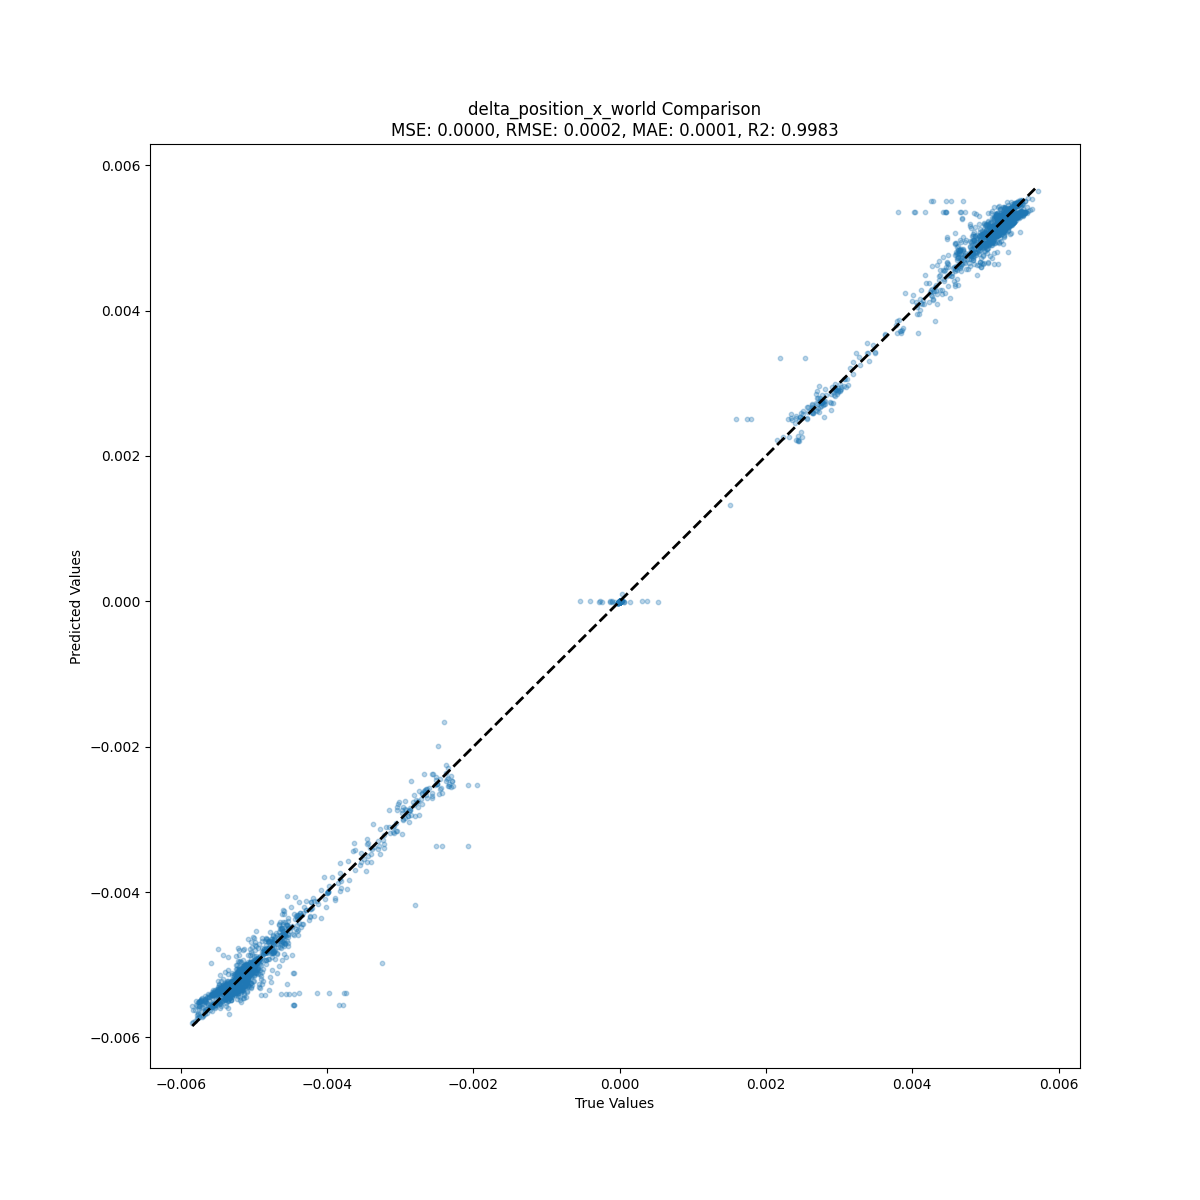 delta_position_x_world Comparison
MSE: 0.0000, RMSE: 0.0002, MAE: 0.0001, R2: 0.9983
0.006
0.004
0.002
0.000
−0.002
−0.004
−0.006
Predicted Values
−0.006 −0.004 −0.002 0.000 0.002 0.004 0.006
True Values